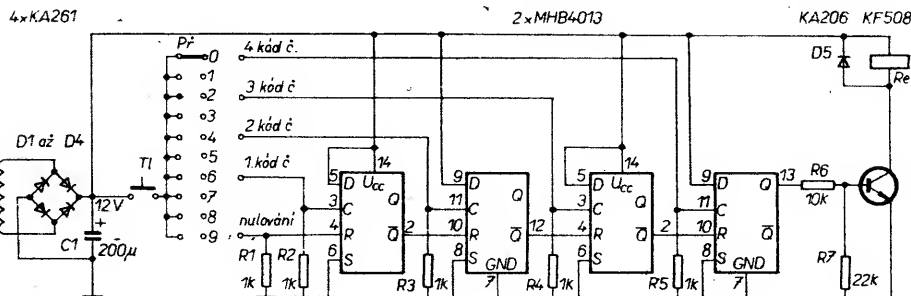 4×KA261
2×MHB4013
KA206 KF508
Př
0
1
2
3
4
5
6
7
8
9
4 kód č.
3 kód č
2 kód č
1. kód č
nulování
D1 až D4
Tl
12V
+
C1
200µ
R1
1k
R2
1k
14
5 D Ucc
3 C
4 R Q̅ 2
6 S
R3
1k
9 D Q
11 C
10 R Q̅ 12
8 S
GND
7
R4
1k
14
5 D Ucc
3 C
4 R Q̅ 2
6 S
R5
1k
9 D Q 13
11 C
10 R Q̅
8 S
GND
7
R6
10k
R7
22k
D5
Re